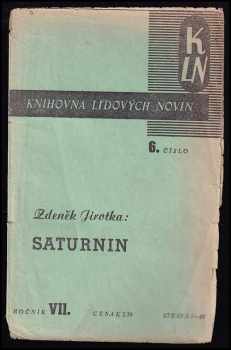 K
LN
KNIHOVNA LIDOVÝCH NOVIN
6. ČÍSLO
Zdeněk Jirotka:
SATURNIN
ROČNÍK VII.